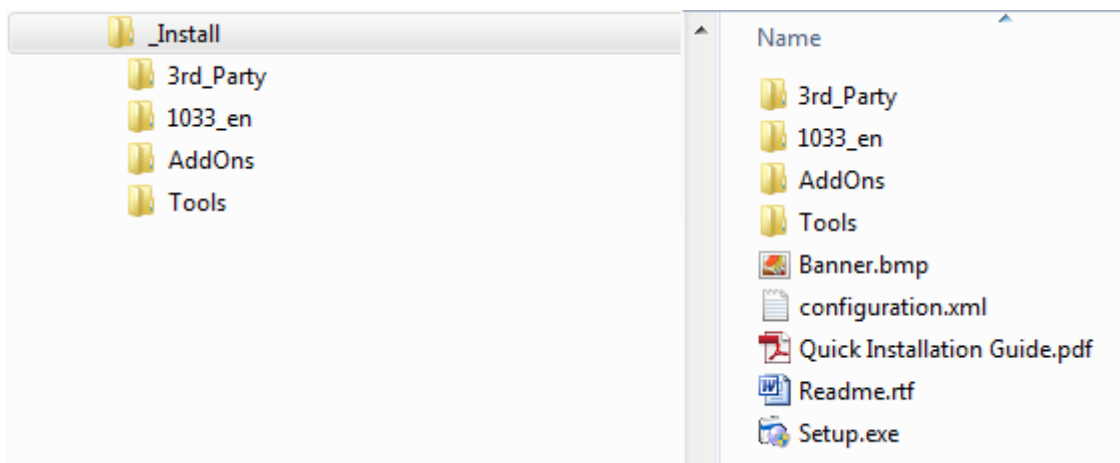 _Install
3rd_Party
1033_en
AddOns
Tools
Name
3rd_Party
1033_en
AddOns
Tools
Banner.bmp
configuration.xml
Quick Installation Guide.pdf
Readme.rtf
Setup.exe